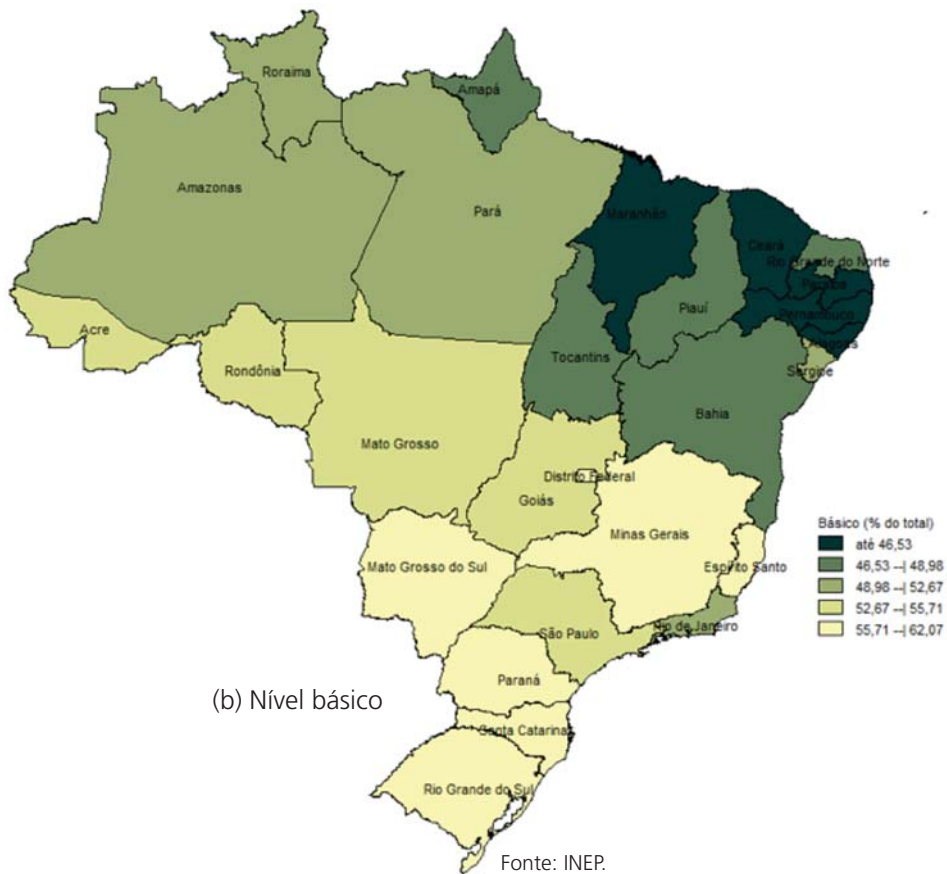 Roraima
Amapá
Amazonas
Pará
Maranhão
Ceará
Rio Grande do Norte
Paraíba
Piauí
Pernambuco
Alagoas
Acre
Sergipe
Rondônia
Tocantins
Bahia
Mato Grosso
Distrito Federal
Goiás
Básico (% do total)
até 46,53
46,53 --| 48,98
48,98 --| 52,67
52,67 --| 55,71
55,71 --| 62,07
Minas Gerais
Mato Grosso do Sul
Espírito Santo
São Paulo
Rio de Janeiro
Paraná
(b) Nível básico
Santa Catarina
Rio Grande do Sul
Fonte: INEP.